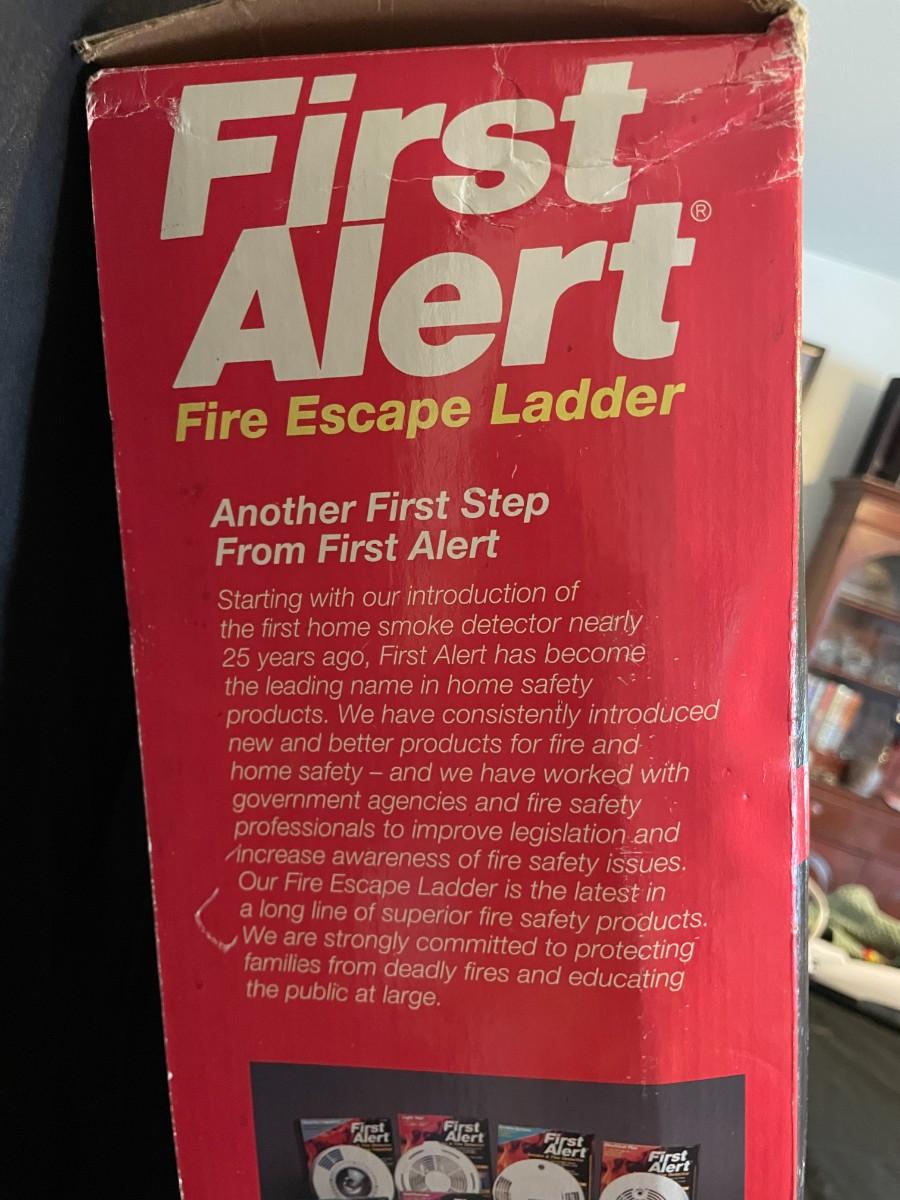 First
Alert®
Fire Escape Ladder
Another First Step
From First Alert
Starting with our introduction of
the first home smoke detector nearly
25 years ago, First Alert has become
the leading name in home safety
products. We have consistently introduced
new and better products for fire and
home safety – and we have worked with
government agencies and fire safety
professionals to improve legislation and
increase awareness of fire safety issues.
Our Fire Escape Ladder is the latest in
a long line of superior fire safety products.
We are strongly committed to protecting
families from deadly fires and educating
the public at large.
First
Alert
First
Alert
First
Alert
First
Alert